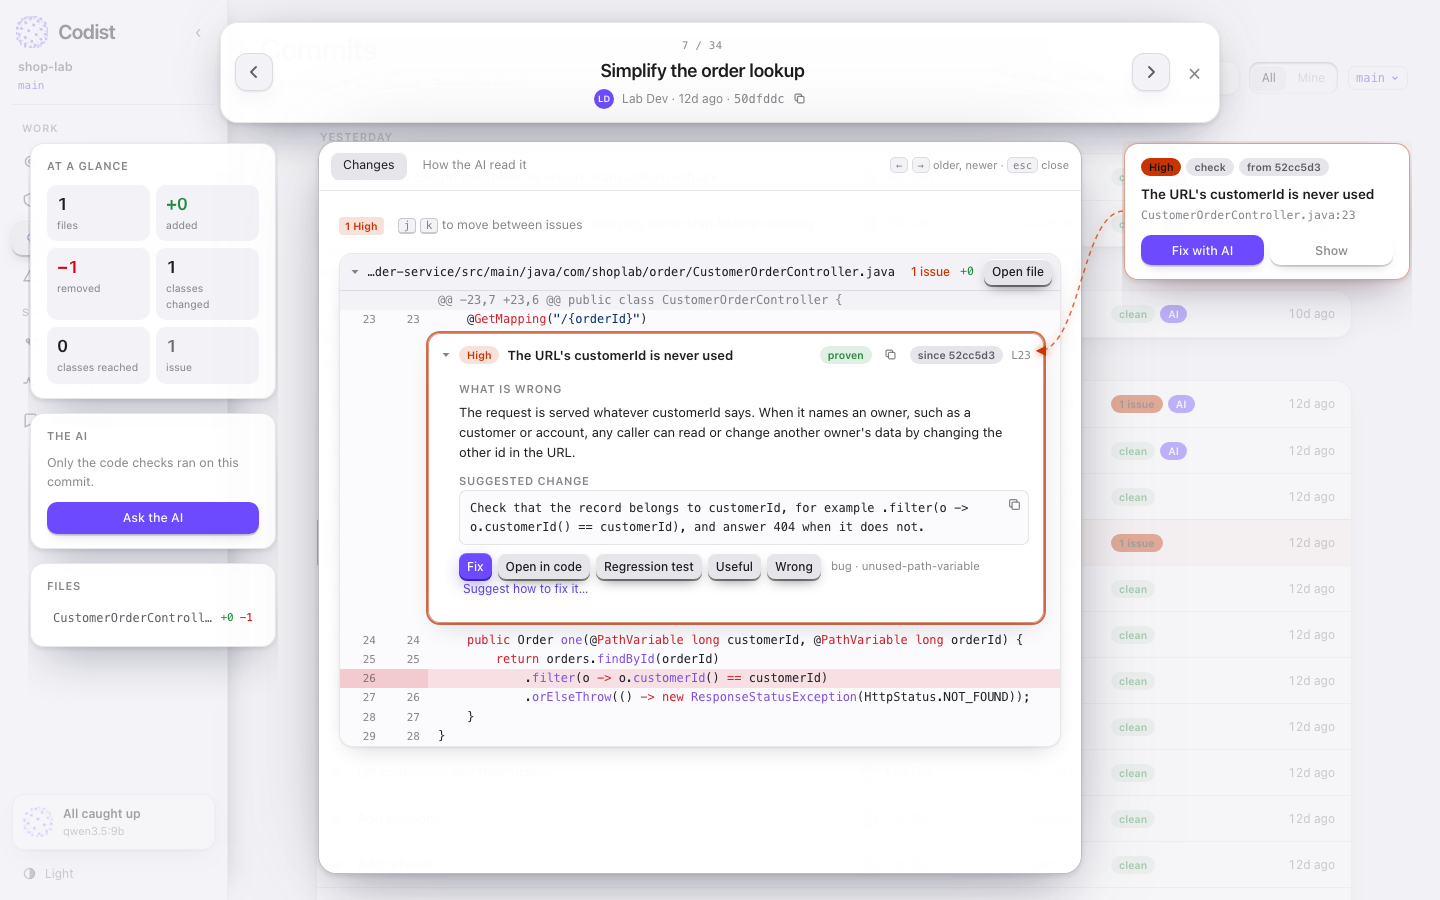 Codist
shop-lab
main
WORK
7 / 34
Simplify the order lookup
LD Lab Dev · 12d ago · 50dfddc
All Mine
main
YESTERDAY
AT A GLANCE
1
files
+0
added
−1
removed
1
classes changed
0
classes reached
1
issue
THE AI
Only the code checks ran on this
commit.
Ask the AI
FILES
CustomerOrderControll… +0 −1
All caught up
qwen3.5:9b
Light
Changes
How the AI read it
← → older, newer · esc close
1 High
j k to move between issues
…der-service/src/main/java/com/shoplab/order/CustomerOrderController.java 1 issue +0 Open file
@@ −23,7 +23,6 @@ public class CustomerOrderController {
23 23 @GetMapping("/{orderId}")
High The URL's customerId is never used proven since 52cc5d3 L23
WHAT IS WRONG
The request is served whatever customerId says. When it names an owner, such as a
customer or account, any caller can read or change another owner's data by changing the
other id in the URL.
SUGGESTED CHANGE
Check that the record belongs to customerId, for example .filter(o ->
o.customerId() == customerId), and answer 404 when it does not.
Fix Open in code Regression test Useful Wrong bug · unused-path-variable
Suggest how to fix it…
24 24 public Order one(@PathVariable long customerId, @PathVariable long orderId) {
25 25 return orders.findById(orderId)
26 .filter(o -> o.customerId() == customerId)
27 26 .orElseThrow(() -> new ResponseStatusException(HttpStatus.NOT_FOUND));
28 27 }
29 28 }
High check from 52cc5d3
The URL's customerId is never used
CustomerOrderController.java:23
Fix with AI Show
clean AI 10d ago
1 issue AI 12d ago
clean AI 12d ago
clean 12d ago
1 issue 12d ago
clean 12d ago
clean 12d ago
clean 12d ago
clean 12d ago
clean 12d ago
clean 12d ago
clean 12d ago